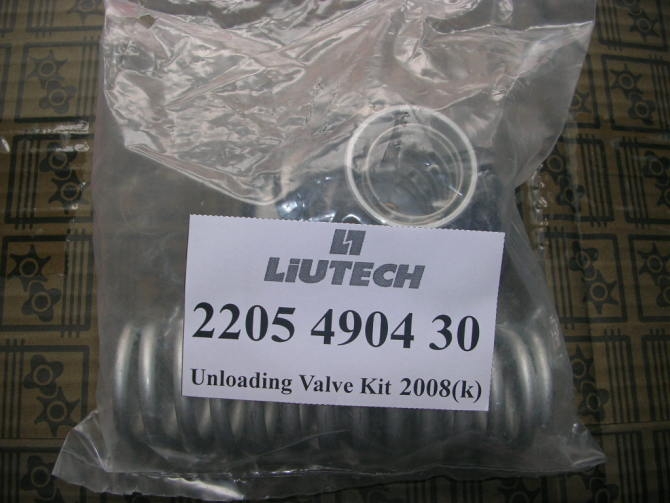 LiUTECH
2205 4904 30
Unloading Valve Kit 2008(k)